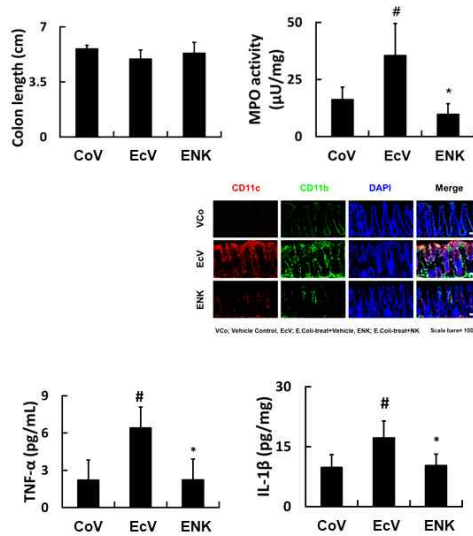 Colon length (cm)
7
3.5
0
CoV EcV ENK
MPO activity
(μU/mg)
50
25
0
#
*
CoV EcV ENK
CD11c CD11b DAPI Merge
VCo
EcV
ENK
VCo; Vehicle Control, EcV; E.Coli-treat+Vehicle, ENK; E.Coli-treat+NK Scale bars= 100
TNF-α (pg/mL)
9
6
3
0
#
*
CoV EcV ENK
IL-1β (pg/mg)
30
15
0
#
*
CoV EcV ENK